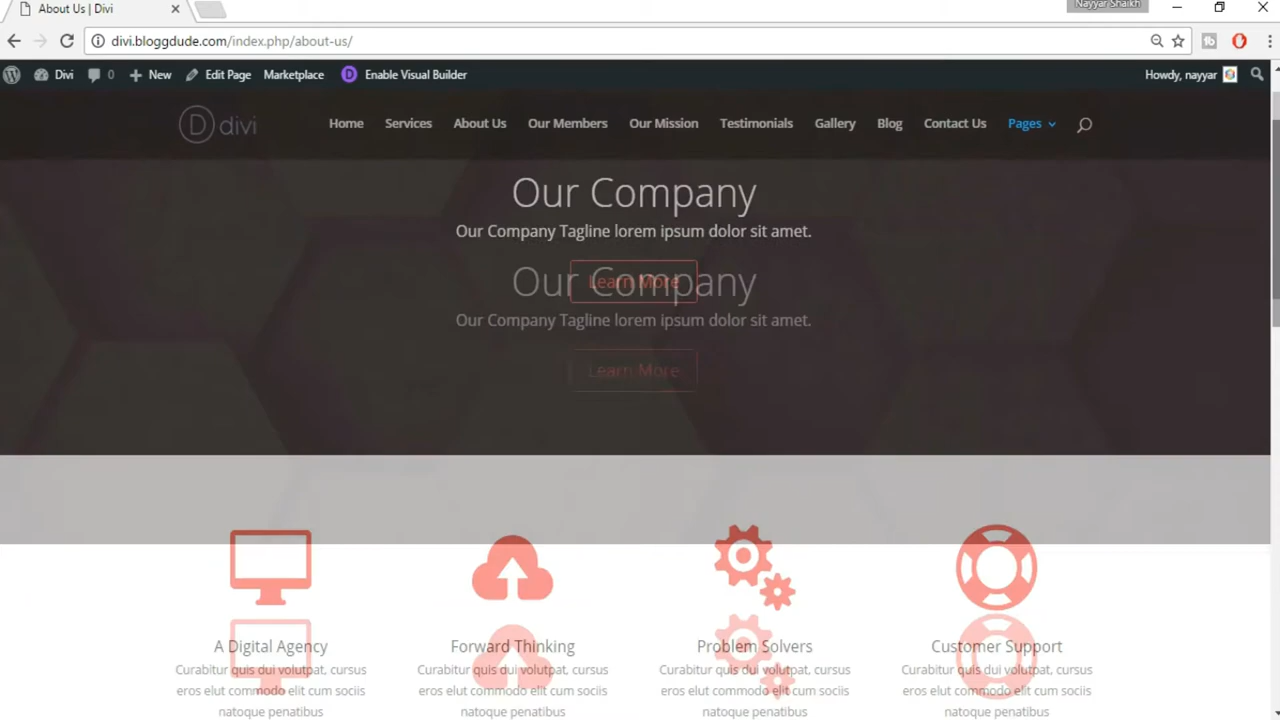 About Us | Divi
Nayyar Shaikh
divi.bloggdude.com/index.php/about-us/
Divi 0 New Edit Page Marketplace D Enable Visual Builder Howdy, nayyar
D divi Home Services About Us Our Members Our Mission Testimonials Gallery Blog Contact Us Pages
Our Company
Our Company Tagline lorem ipsum dolor sit amet.
Learn More
Our Company
Our Company Tagline lorem ipsum dolor sit amet.
Learn More
A Digital Agency
Curabitur quis dui volutpat, cursus
eros elut commodo elit cum sociis
natoque penatibus
Forward Thinking
Curabitur quis dui volutpat, cursus
eros elut commodo elit cum sociis
natoque penatibus
Problem Solvers
Curabitur quis dui volutpat, cursus
eros elut commodo elit cum sociis
natoque penatibus
Customer Support
Curabitur quis dui volutpat, cursus
eros elut commodo elit cum sociis
natoque penatibus